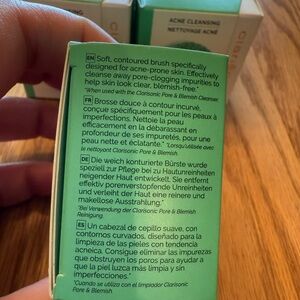 ACNE CLEANSING
NETTOYAGE ACNÉ
EN Soft, contoured brush specifically
designed for acne-prone skin. Effectively
cleanse away pore-clogging impurities to
help skin look clear, blemish-free.*
*When used with the Clarisonic Pore & Blemish Cleanser.
FR Brosse douce à contour incurvé,
conçue spécifiquement pour les peaux à
imperfections. Nettoie la peau
efficacement en la débarassant en
profondeur de ses impuretés, pour une
peau nette et éclatante.* *Lorsqu'utilisée avec
le nettoyant Clarisonic Pore & Blemish.
DE Die weich konturierte Bürste wurde
speziell zur Pflege bei zu Hautunreinheiten
neigender Haut entwickelt. Sie entfernt
effektiv porenverstopfende Unreinheiten
und verleiht der Haut eine reinere und
makellose Ausstrahlung.*
*Bei Verwendung der Clarisonic Pore & Blemish
Reinigung.
ES Un cabezal de cepillo suave, con
contornos curvados, diseñado para la
limpieza de las pieles con tendencia
acneica. Consigue eliminar las impurezas
que obstruyen los poros para ayudar a
que la piel luzca más limpia y sin
imperfecciones.*
*Cuando se utiliza con el limpiador Clarisonic
Pore & Blemish